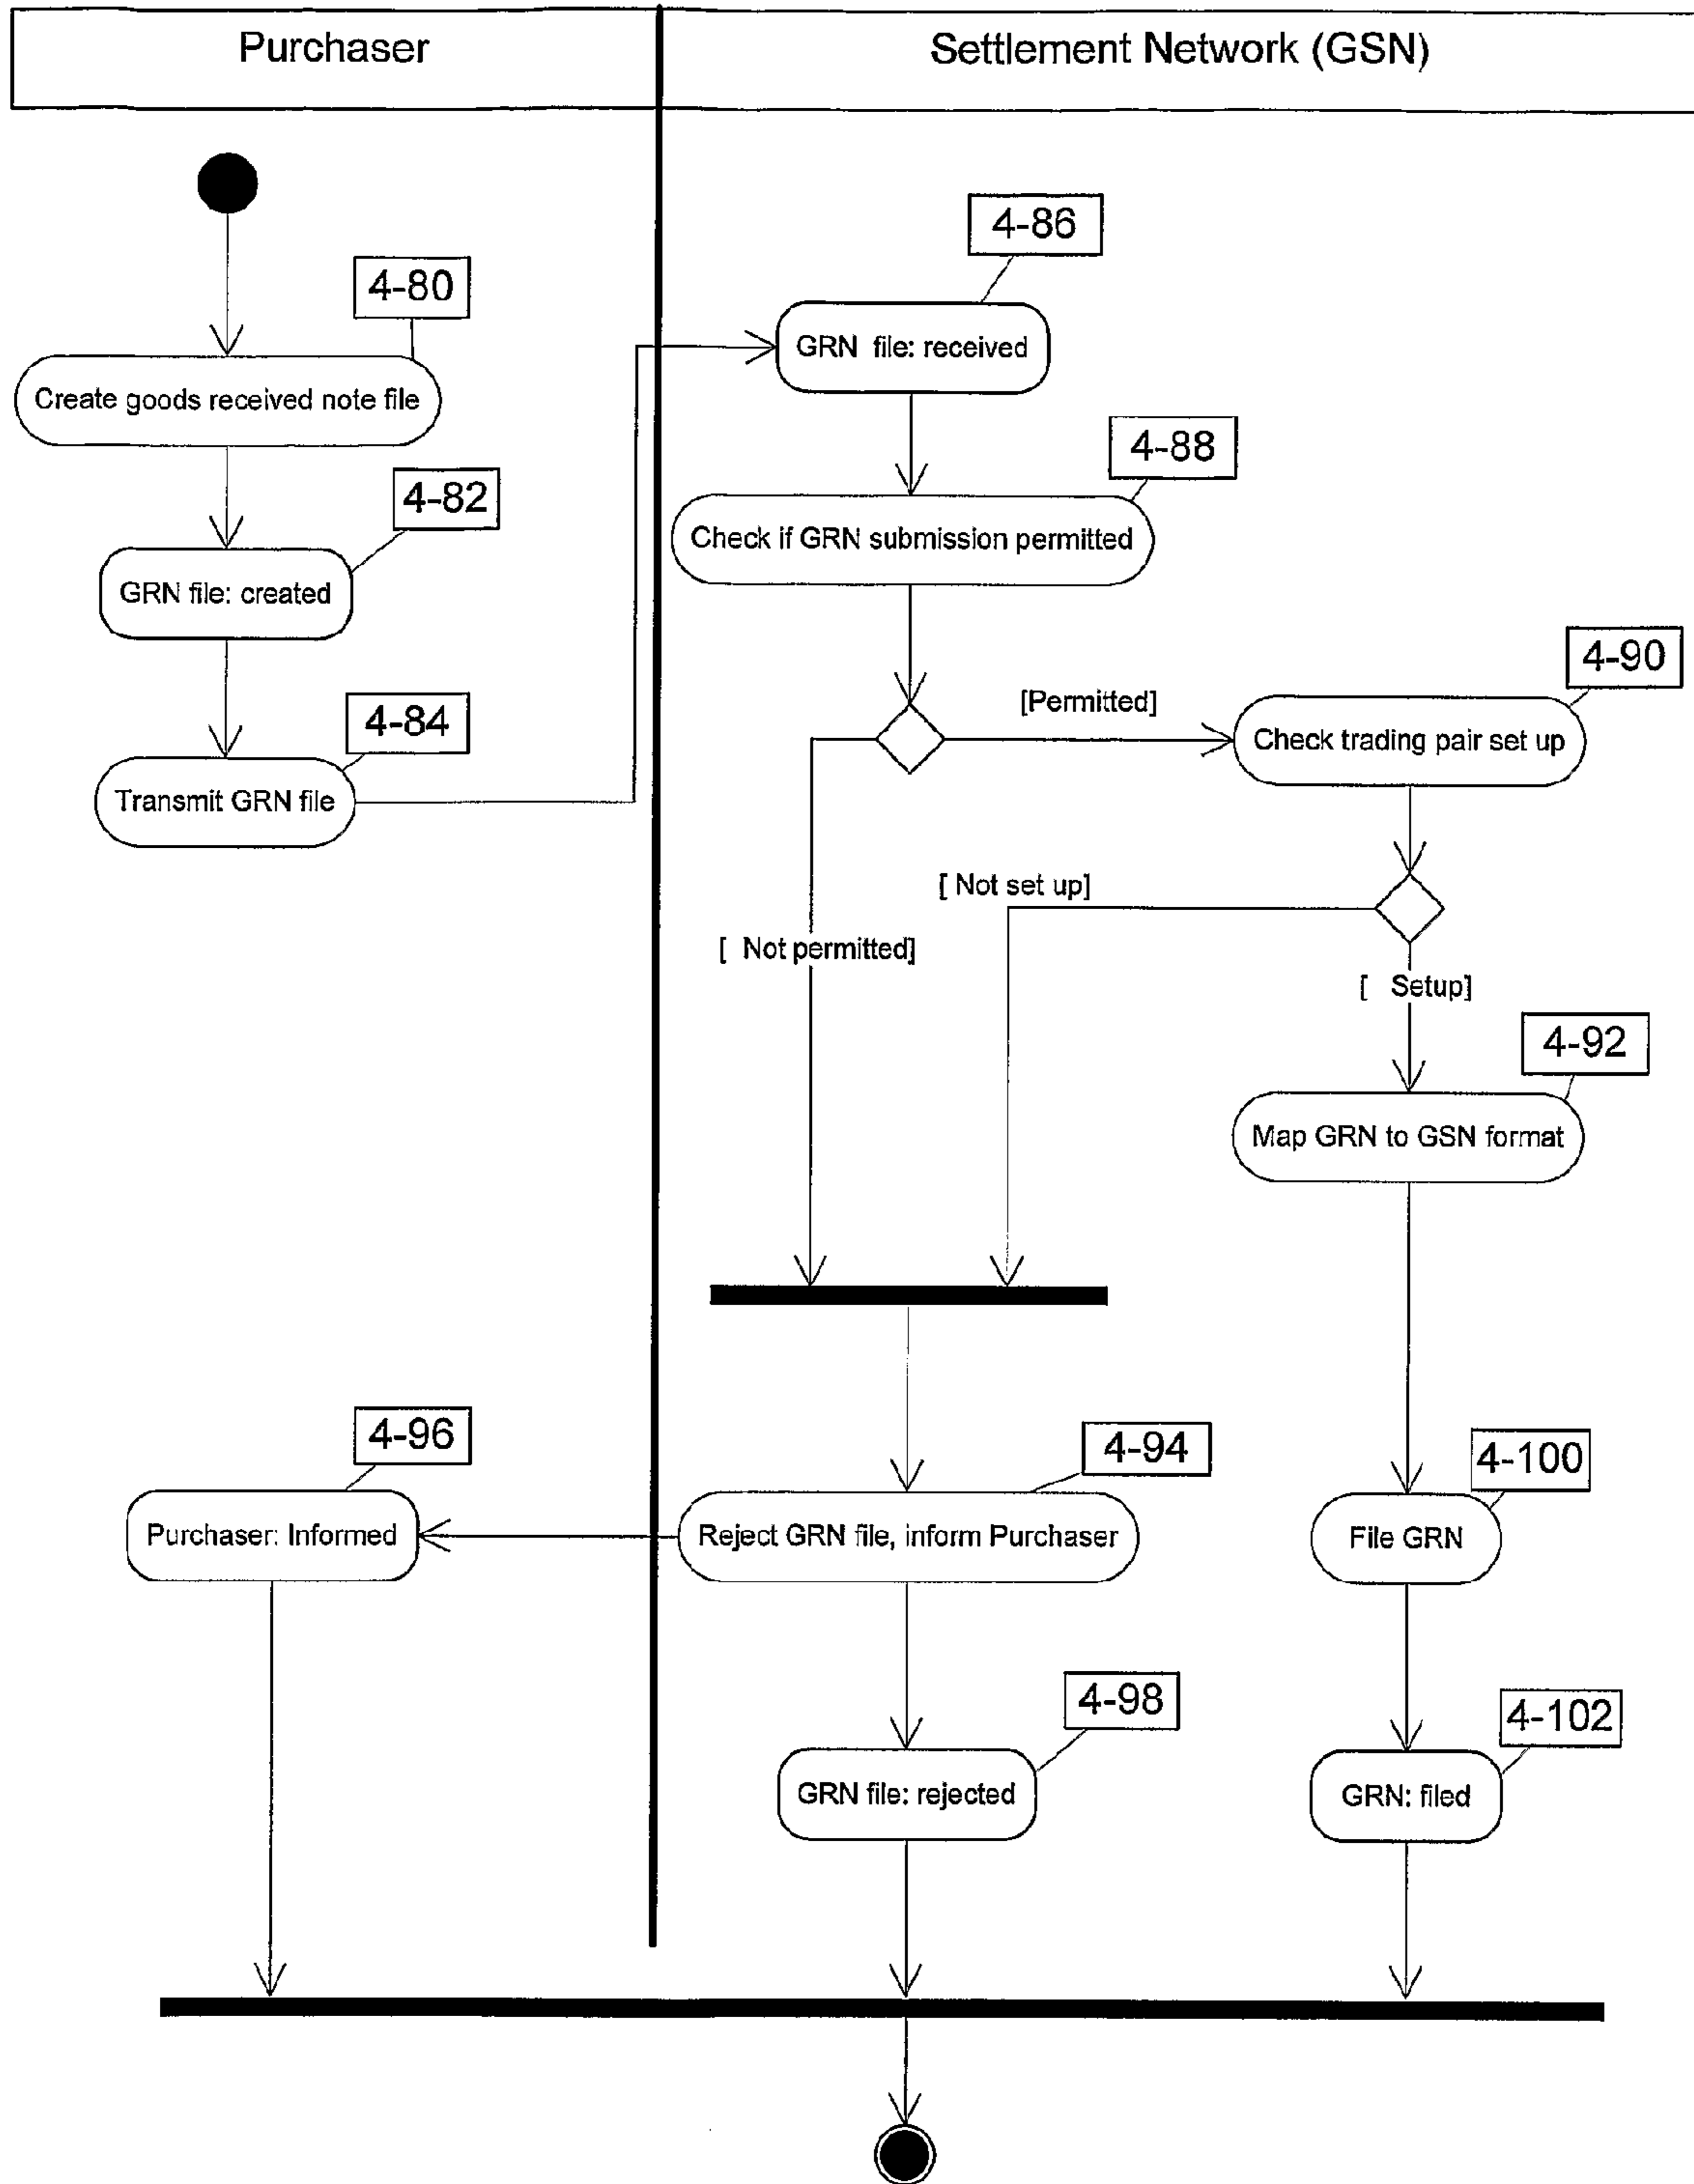 Purchaser
Settlement Network (GSN)
4-86
4-80
GRN file: received
Create goods received note file
4-88
4-82
Check if GRN submission permitted
GRN file: created
4-90
[Permitted]
4-84
Check trading pair set up
Transmit GRN file
[ Not set up]
[ Not permitted]
[ Setup]
4-92
Map GRN to GSN format
4-96
4-94
4-100
Purchaser: Informed
Reject GRN file, inform Purchaser
File GRN
4-98
4-102
GRN file: rejected
GRN: filed